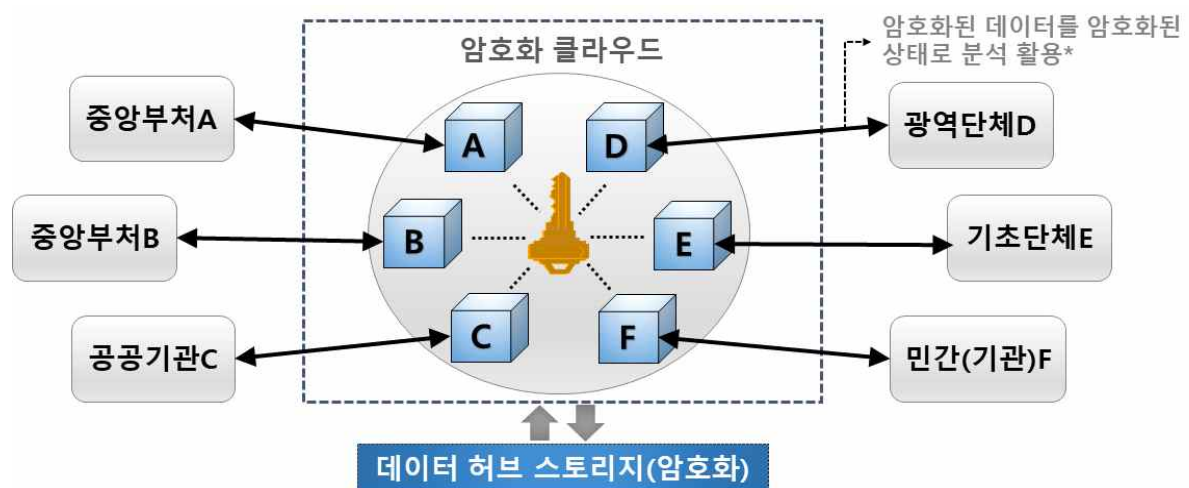 암호화 클라우드
암호화된 데이터를 암호화된
상태로 분석 활용*
중앙부처A
A
D
광역단체D
중앙부처B
B
E
기초단체E
공공기관C
C
F
민간(기관)F
데이터 허브 스토리지(암호화)